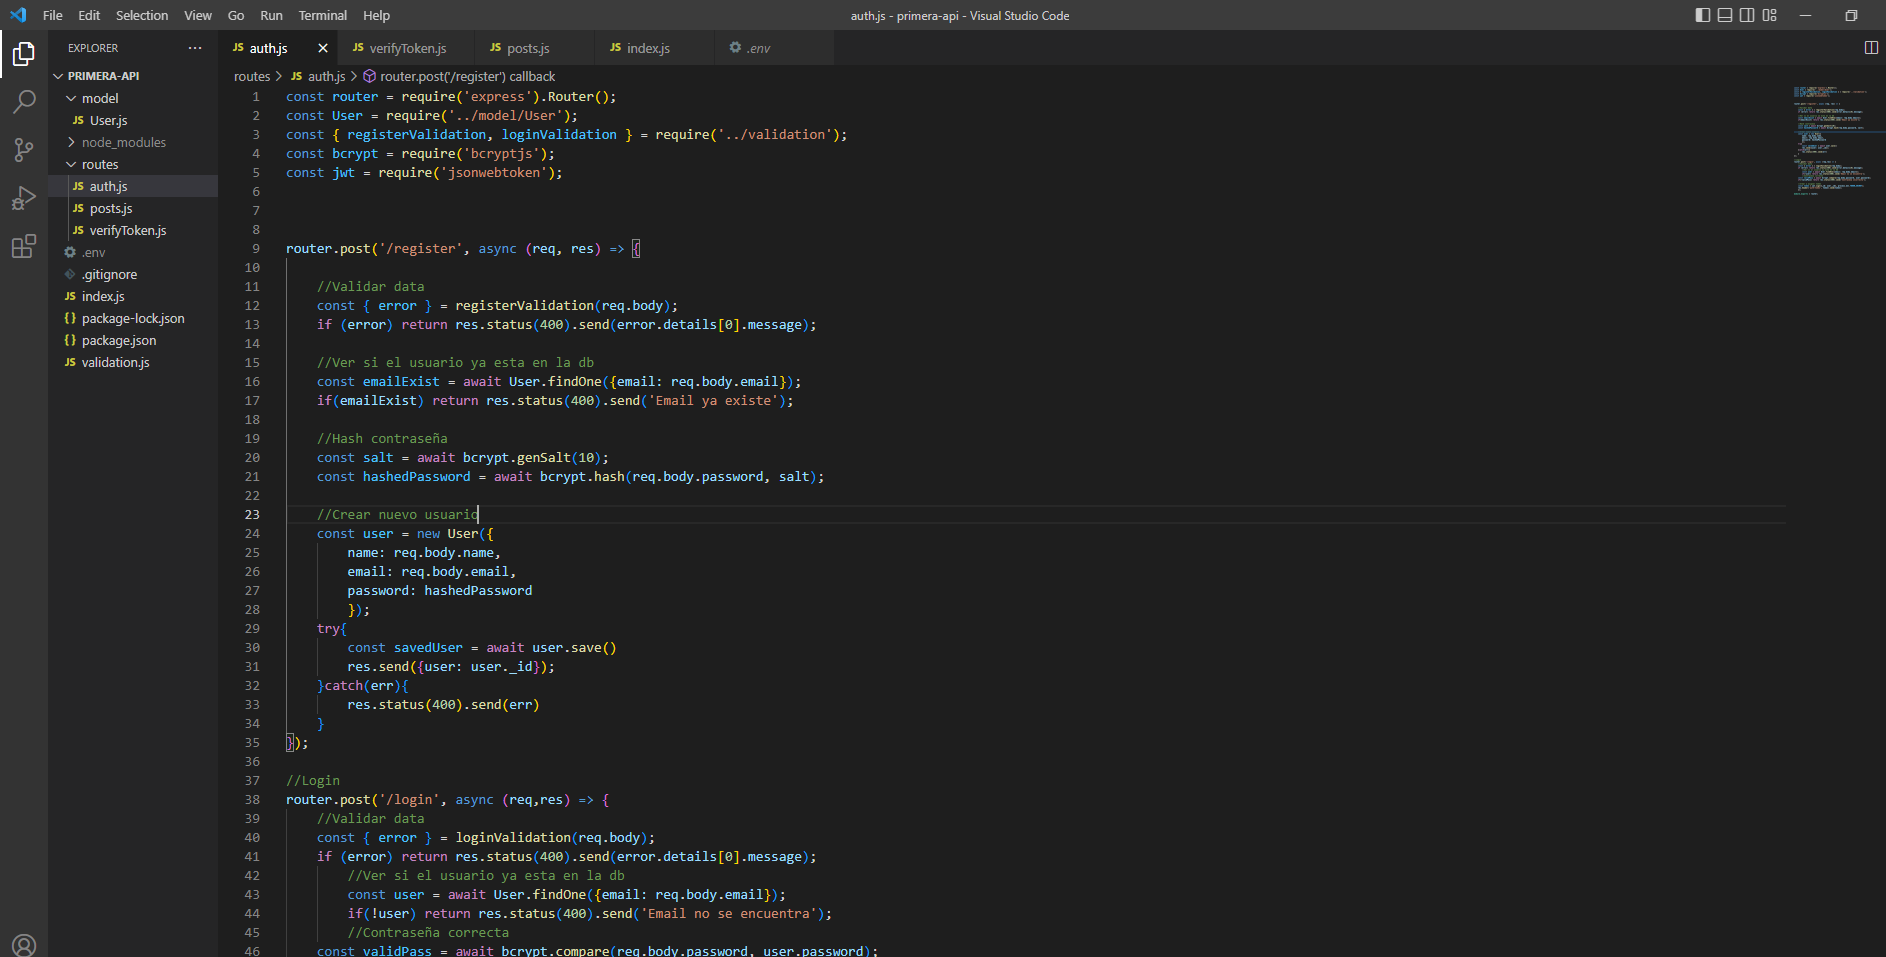 File Edit Selection View Go Run Terminal Help
auth.js - primera-api - Visual Studio Code
EXPLORER ...
PRIMERA-API
model
JS User.js
node_modules
routes
JS auth.js
JS posts.js
JS verifyToken.js
.env
.gitignore
JS index.js
{} package-lock.json
{} package.json
JS validation.js
JS auth.js JS verifyToken.js JS posts.js JS index.js .env
routes > JS auth.js > router.post('/register') callback
1 const router = require('express').Router();
2 const User = require('../model/User');
3 const { registerValidation, loginValidation } = require('../validation');
4 const bcrypt = require('bcryptjs');
5 const jwt = require('jsonwebtoken');
6
7
8
9 router.post('/register', async (req, res) => {
10
11 //Validar data
12 const { error } = registerValidation(req.body);
13 if (error) return res.status(400).send(error.details[0].message);
14
15 //Ver si el usuario ya esta en la db
16 const emailExist = await User.findOne({email: req.body.email});
17 if(emailExist) return res.status(400).send('Email ya existe');
18
19 //Hash contraseña
20 const salt = await bcrypt.genSalt(10);
21 const hashedPassword = await bcrypt.hash(req.body.password, salt);
22
23 //Crear nuevo usuario
24 const user = new User({
25 name: req.body.name,
26 email: req.body.email,
27 password: hashedPassword
28 });
29 try{
30 const savedUser = await user.save()
31 res.send({user: user._id});
32 }catch(err){
33 res.status(400).send(err)
34 }
35 });
36
37 //Login
38 router.post('/login', async (req,res) => {
39 //Validar data
40 const { error } = loginValidation(req.body);
41 if (error) return res.status(400).send(error.details[0].message);
42 //Ver si el usuario ya esta en la db
43 const user = await User.findOne({email: req.body.email});
44 if(!user) return res.status(400).send('Email no se encuentra');
45 //Contraseña correcta
46 const validPass = await bcrypt.compare(req.body.password, user.password);